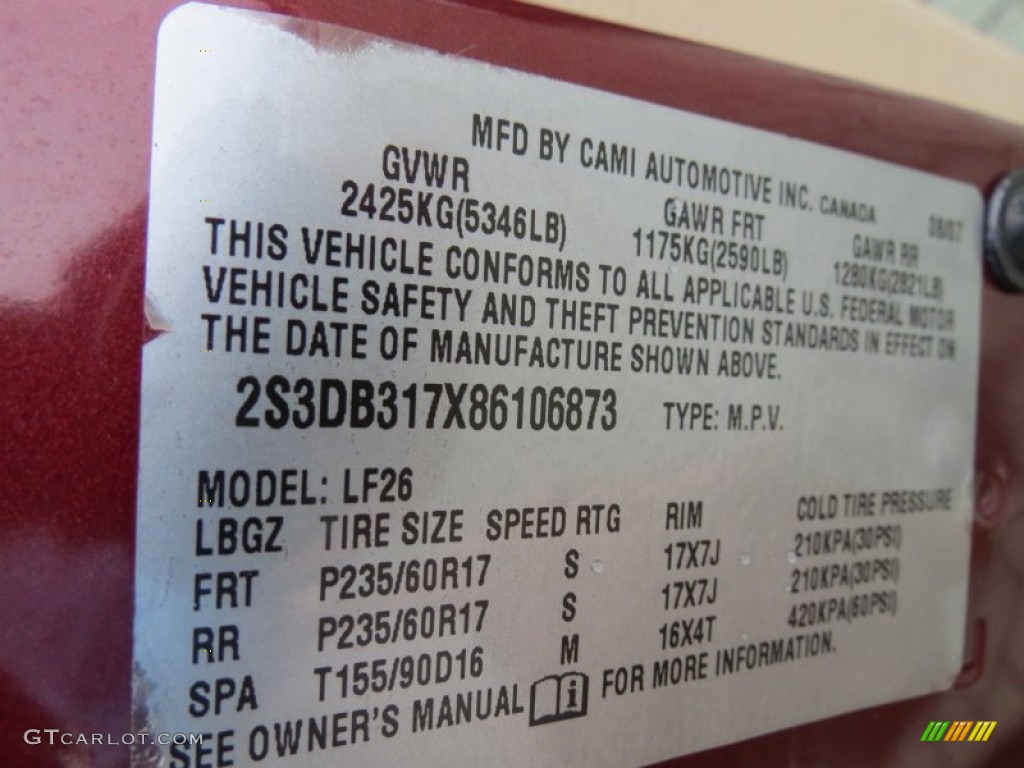 MFD BY CAMI AUTOMOTIVE INC. CANADA 08/07
GVWR GAWR FRT GAWR RR
2425KG(5346LB) 1175KG(2590LB) 1280KG(2821LB)
THIS VEHICLE CONFORMS TO ALL APPLICABLE U.S. FEDERAL MOTOR
VEHICLE SAFETY AND THEFT PREVENTION STANDARDS IN EFFECT ON
THE DATE OF MANUFACTURE SHOWN ABOVE.
2S3DB317X86106873 TYPE: M.P.V.
MODEL: LF26
LBGZ TIRE SIZE SPEED RTG RIM COLD TIRE PRESSURE
FRT P235/60R17 S 17X7J 210KPA(30PSI)
RR P235/60R17 S 17X7J 210KPA(30PSI)
SPA T155/90D16 M 16X4T 420KPA(60PSI)
SEE OWNER'S MANUAL i FOR MORE INFORMATION.
GTCARLOT.COM